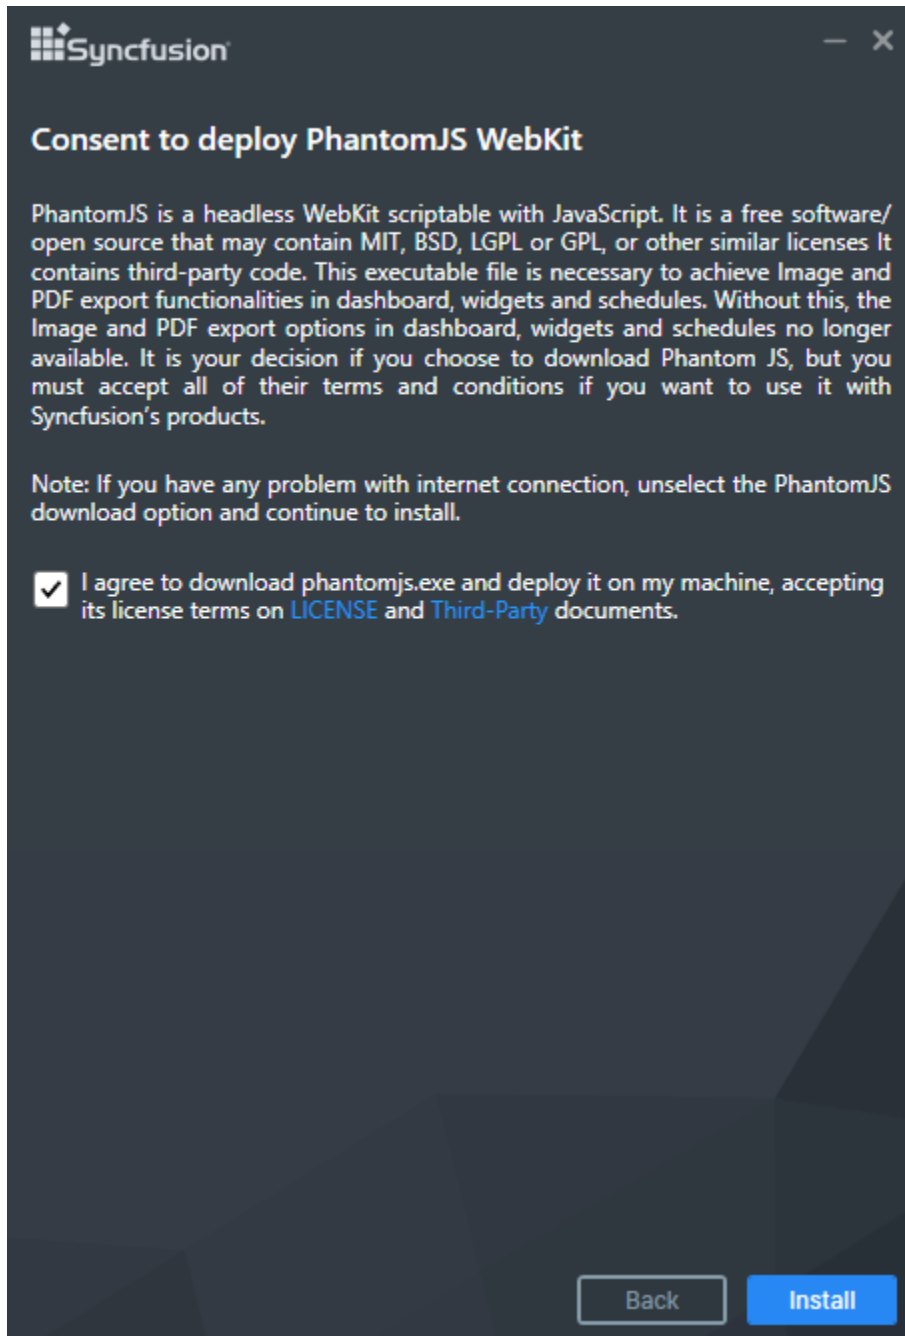 Syncfusion
Consent to deploy PhantomJS WebKit
PhantomJS is a headless WebKit scriptable with JavaScript. It is a free software/
open source that may contain MIT, BSD, LGPL or GPL, or other similar licenses It
contains third-party code. This executable file is necessary to achieve Image and
PDF export functionalities in dashboard, widgets and schedules. Without this, the
Image and PDF export options in dashboard, widgets and schedules no longer
available. It is your decision if you choose to download Phantom JS, but you
must accept all of their terms and conditions if you want to use it with
Syncfusion’s products.
Note: If you have any problem with internet connection, unselect the PhantomJS
download option and continue to install.
I agree to download phantomjs.exe and deploy it on my machine, accepting
its license terms on LICENSE and Third-Party documents.
Back Install